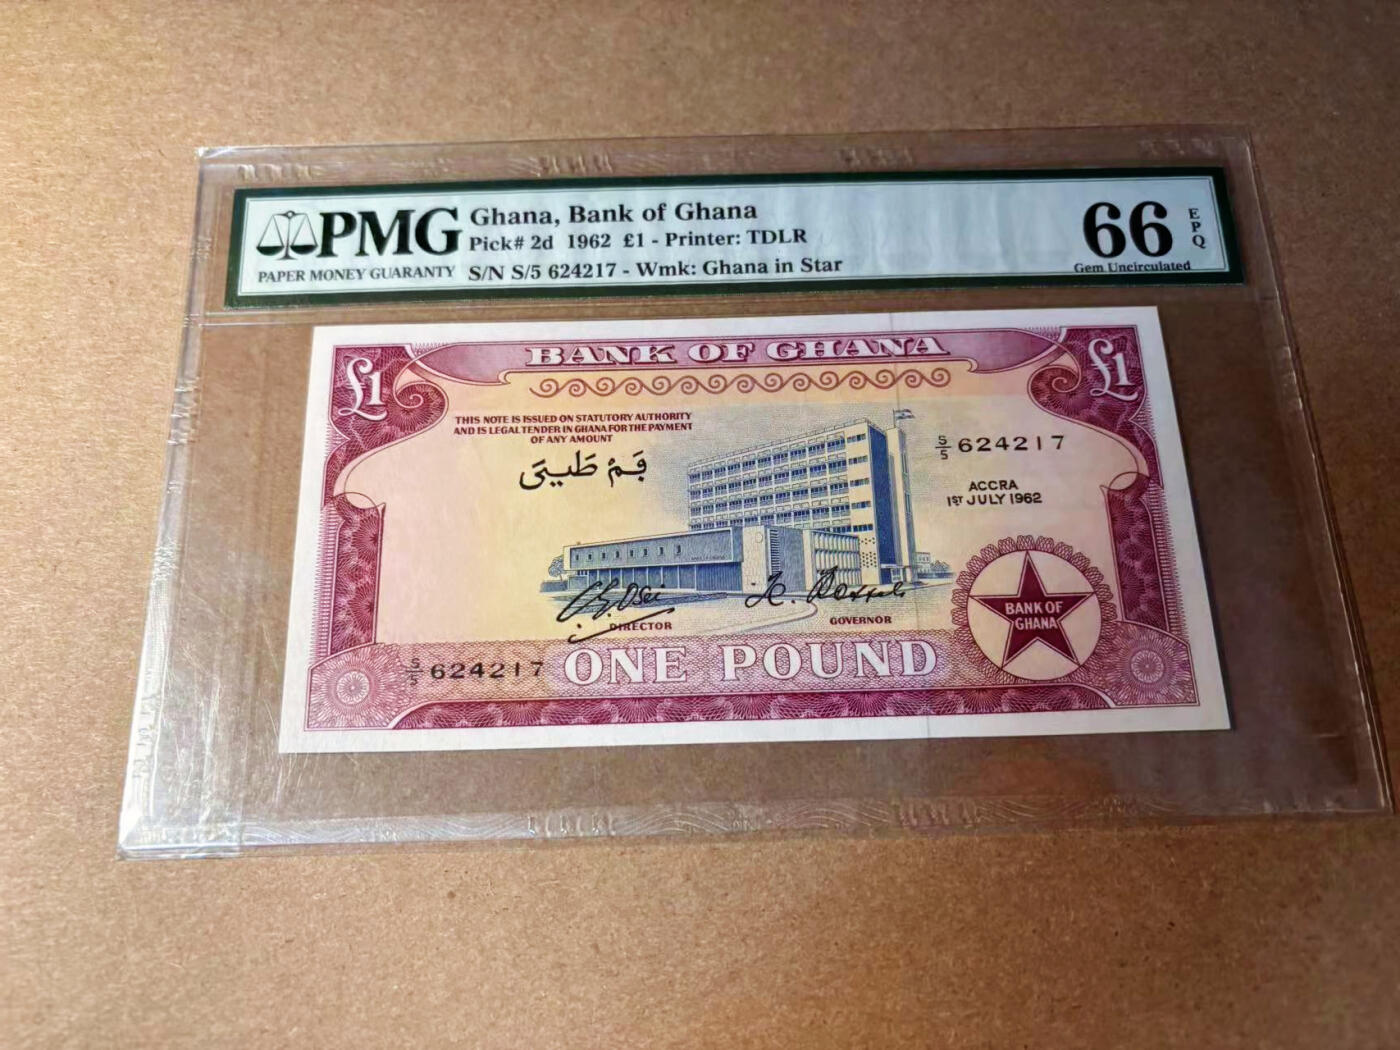 PMG
PAPER MONEY GUARANTY
Ghana, Bank of Ghana
Pick# 2d 1962 £1 - Printer: TDLR
S/N S/5 624217 - Wmk: Ghana in Star
66 EPQ
Gem Uncirculated
BANK OF GHANA
£1
£1
THIS NOTE IS ISSUED ON STATUTORY AUTHORITY
AND IS LEGAL TENDER IN GHANA FOR THE PAYMENT
OF ANY AMOUNT
S/5 624217
ACCRA
1ST JULY 1962
DIRECTOR
GOVERNOR
BANK OF
GHANA
S/5 624217
ONE POUND